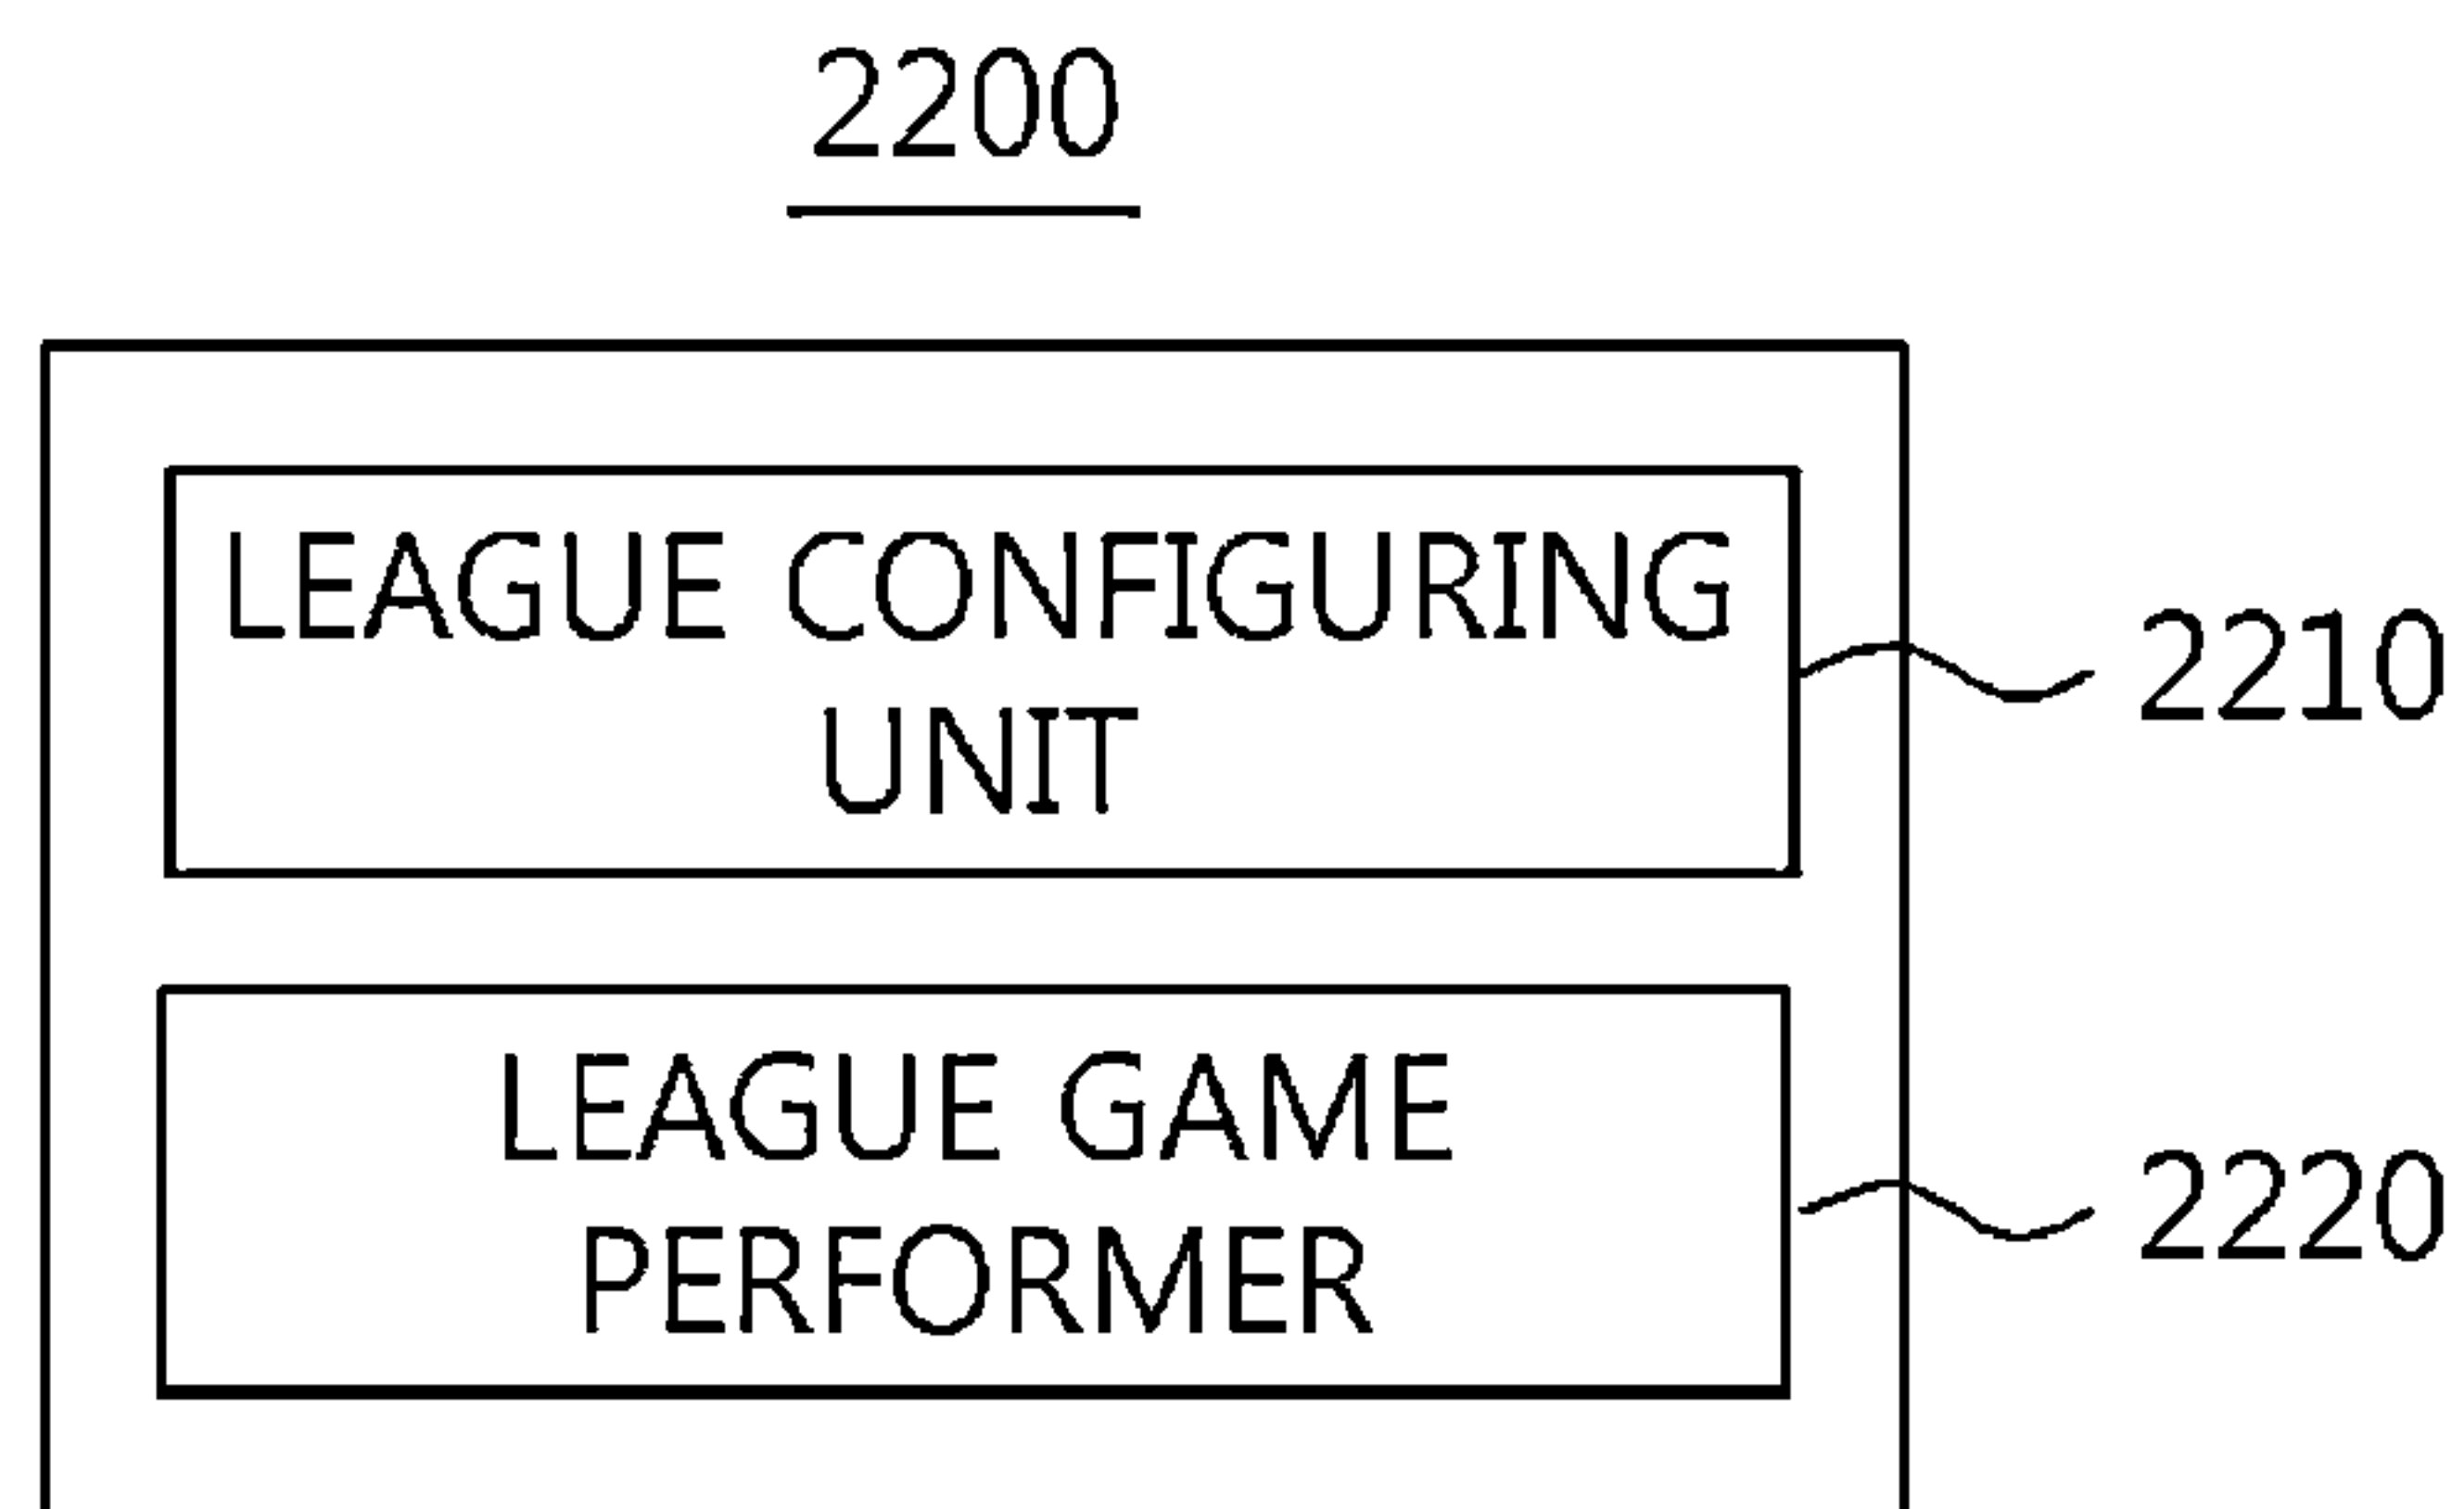 2200
LEAGUE CONFIGURING
UNIT
2210
LEAGUE GAME
PERFORMER
2220